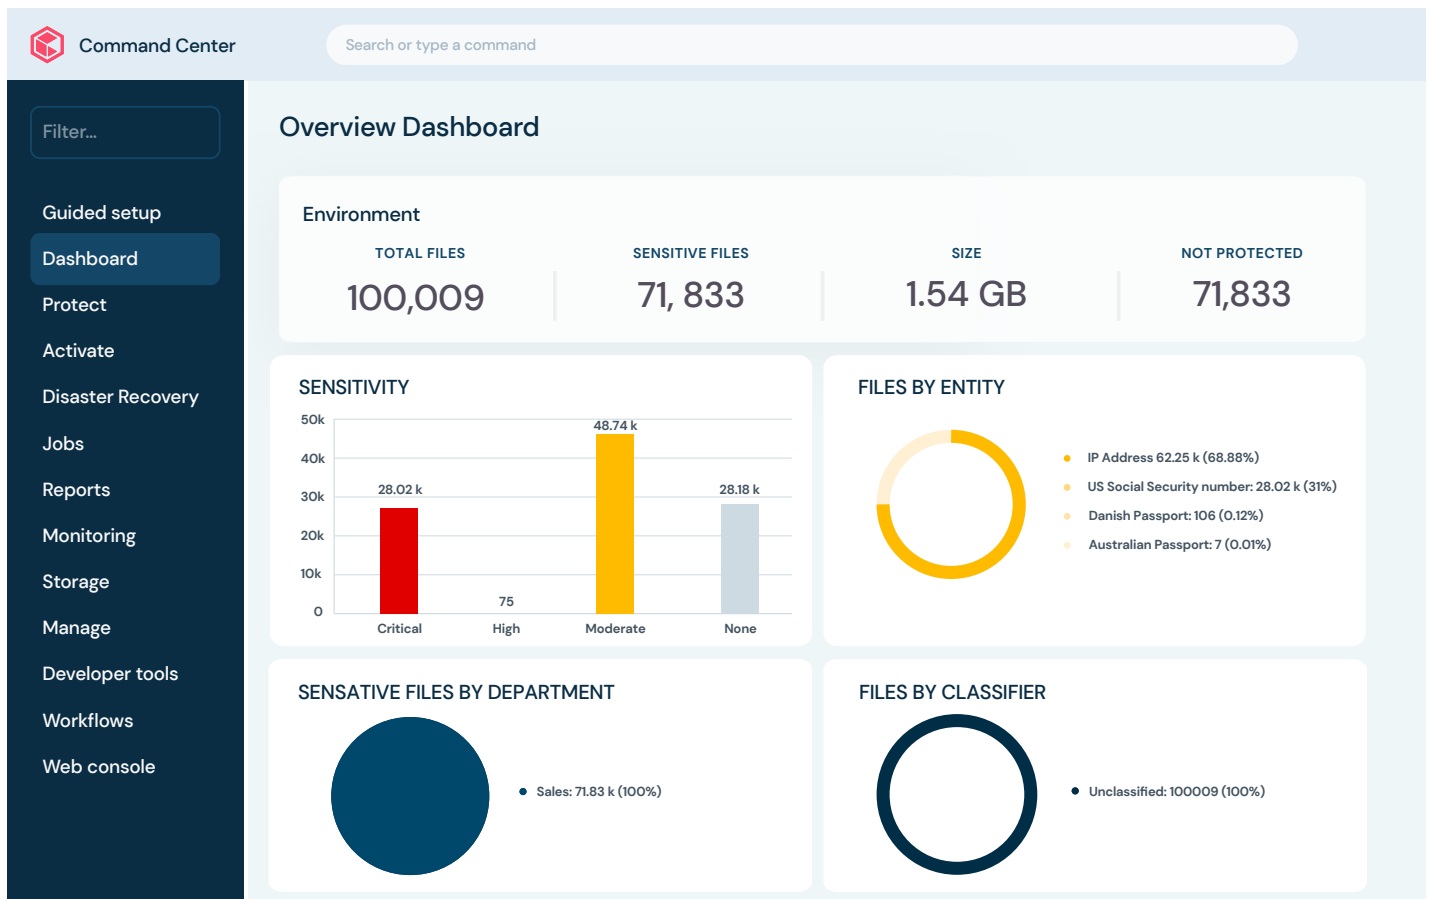 Command Center
Search or type a command
Filter...
Guided setup
Dashboard
Protect
Activate
Disaster Recovery
Jobs
Reports
Monitoring
Storage
Manage
Developer tools
Workflows
Web console
Overview Dashboard
Environment
TOTAL FILES
100,009
SENSITIVE FILES
71, 833
SIZE
1.54 GB
NOT PROTECTED
71,833
SENSITIVITY
50k
40k
30k
20k
10k
0
28.02 k
75
48.74 k
28.18 k
Critical
High
Moderate
None
FILES BY ENTITY
IP Address 62.25 k (68.88%)
US Social Security number: 28.02 k (31%)
Danish Passport: 106 (0.12%)
Australian Passport: 7 (0.01%)
SENSATIVE FILES BY DEPARTMENT
Sales: 71.83 k (100%)
FILES BY CLASSIFIER
Unclassified: 100009 (100%)